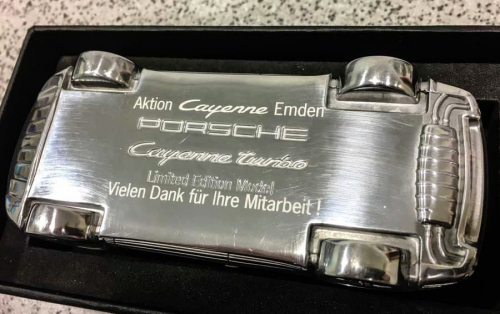 Aktion Cayenne Emden
PORSCHE
Cayenne Turbo
Limited Edition Model
Vielen Dank für Ihre Mitarbeit !